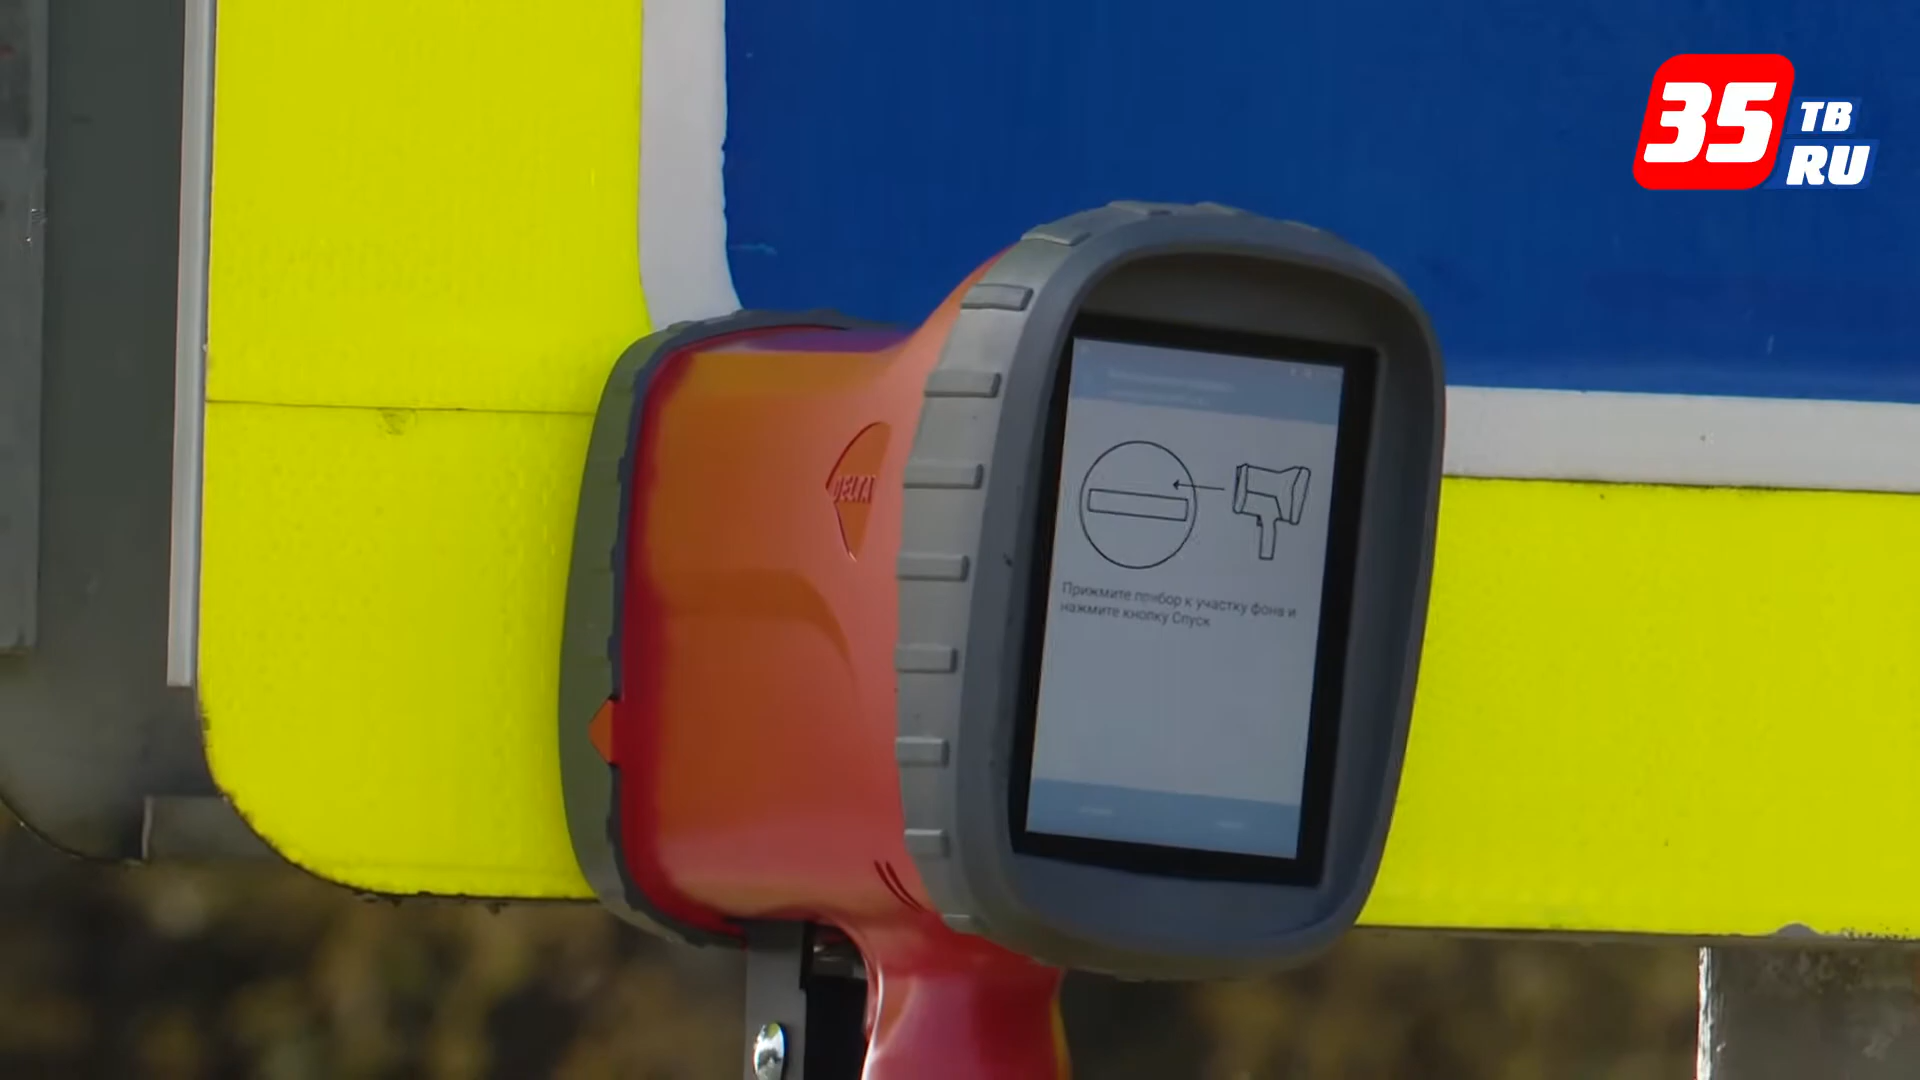 35
ТВ
RU
DELTA
Прижмите прибор к участку фона и
нажмите кнопку Спуск